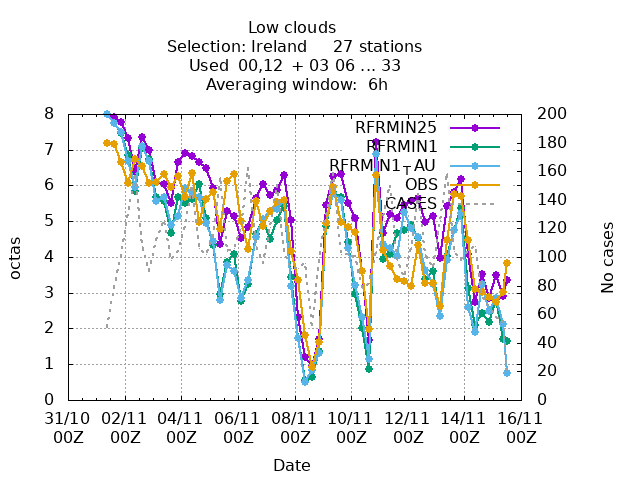 Low clouds
Selection: Ireland 27 stations
Used 00,12 + 03 06 ... 33
Averaging window: 6h
8
7
6
5
4
3
2
1
0
octas
200
180
160
140
120
100
80
60
40
20
0
No cases
RFRMIN25
RFRMIN1
RFRMIN1_AU
OBS
CASES
31/10 02/11 04/11 06/11 08/11 10/11 12/11 14/11 16/11
00Z 00Z 00Z 00Z 00Z 00Z 00Z 00Z 00Z
Date